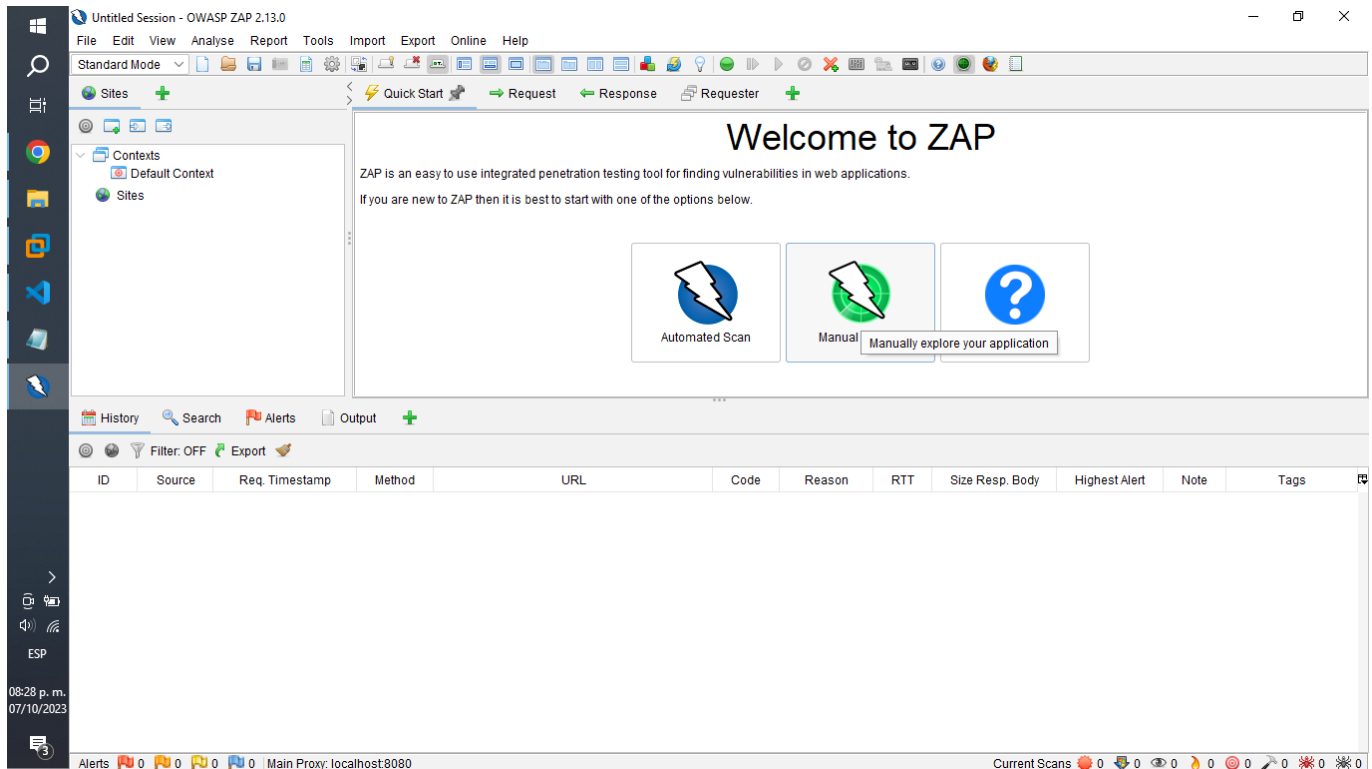 Untitled Session - OWASP ZAP 2.13.0
File Edit View Analyse Report Tools Import Export Online Help
Standard Mode
Sites
Quick Start Request Response Requester
Contexts
Default Context
Sites
Welcome to ZAP
ZAP is an easy to use integrated penetration testing tool for finding vulnerabilities in web applications.
If you are new to ZAP then it is best to start with one of the options below.
Automated Scan
Manual
Manually explore your application
History Search Alerts Output
Filter: OFF Export
ID Source Req. Timestamp Method URL Code Reason RTT Size Resp. Body Highest Alert Note Tags
ESP
08:28 p. m.
07/10/2023
3
Alerts 0 0 0 0 Main Proxy: localhost:8080
Current Scans 0 0 0 0 0 0 0 0